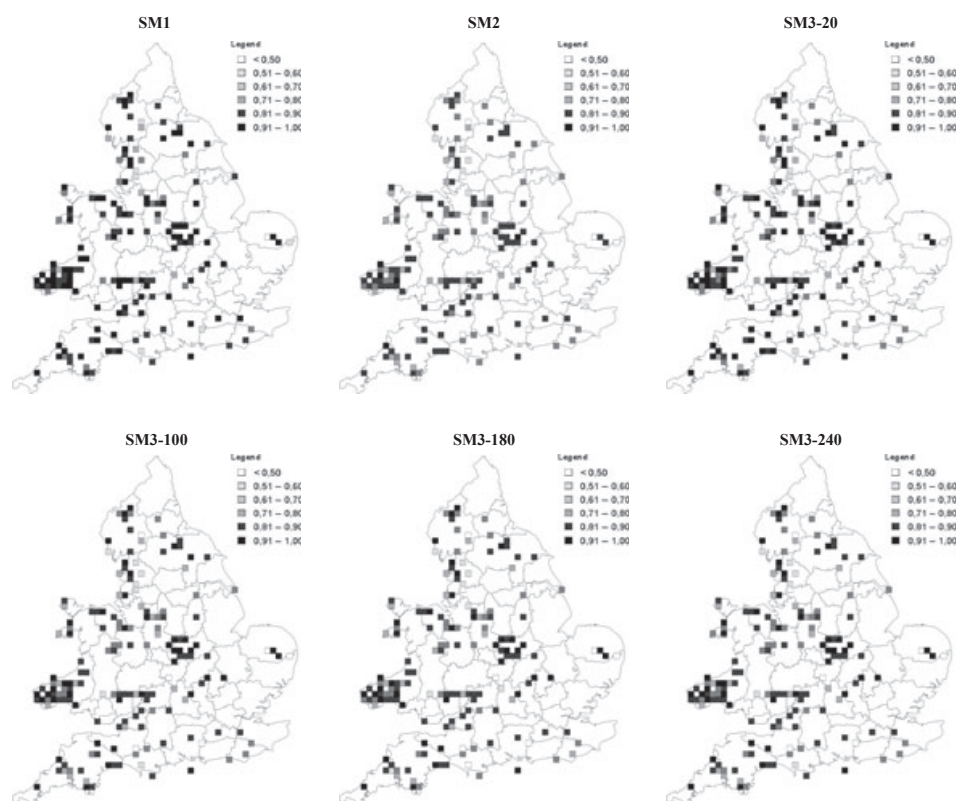 SM1
SM2
SM3-20
Legend
< 0,50
0,51 – 0,60
0,61 – 0,70
0,71 – 0,80
0,81 – 0,90
0,91 – 1,00
Legend
< 0,50
0,51 – 0,60
0,61 – 0,70
0,71 – 0,80
0,81 – 0,90
0,91 – 1,00
Legend
< 0,50
0,51 – 0,60
0,61 – 0,70
0,71 – 0,80
0,81 – 0,90
0,91 – 1,00
SM3-100
SM3-180
SM3-240
Legend
< 0,50
0,51 – 0,60
0,61 – 0,70
0,71 – 0,80
0,81 – 0,90
0,91 – 1,00
Legend
< 0,50
0,51 – 0,60
0,61 – 0,70
0,71 – 0,80
0,81 – 0,90
0,91 – 1,00
Legend
< 0,50
0,51 – 0,60
0,61 – 0,70
0,71 – 0,80
0,81 – 0,90
0,91 – 1,00